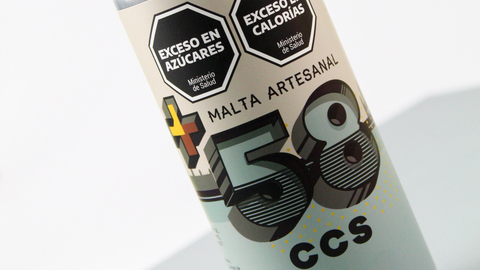 EXCESO EN
AZÚCARES
Ministerio
de Salud
EXCESO EN
CALORÍAS
Ministerio
de Salud
MALTA ARTESANAL
+58
CCS